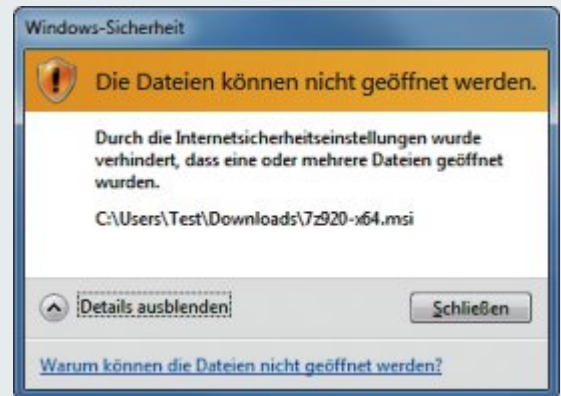 Windows-Sicherheit
Die Dateien können nicht geöffnet werden.
Durch die Internetsicherheitseinstellungen wurde
verhindert, dass eine oder mehrere Dateien geöffnet
wurden.
C:\Users\Test\Downloads\7z920-x64.msi
Details ausblenden
Schließen
Warum können die Dateien nicht geöffnet werden?